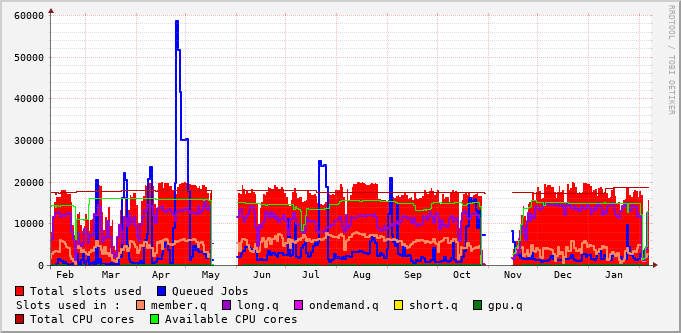 60000
50000
40000
30000
20000
10000
0
Feb Mar Apr May Jun Jul Aug Sep Oct Nov Dec Jan
Total slots used Queued Jobs
Slots used in : member.q long.q ondemand.q short.q gpu.q
Total CPU cores Available CPU cores
RRDTOOL / TOBI OETIKER